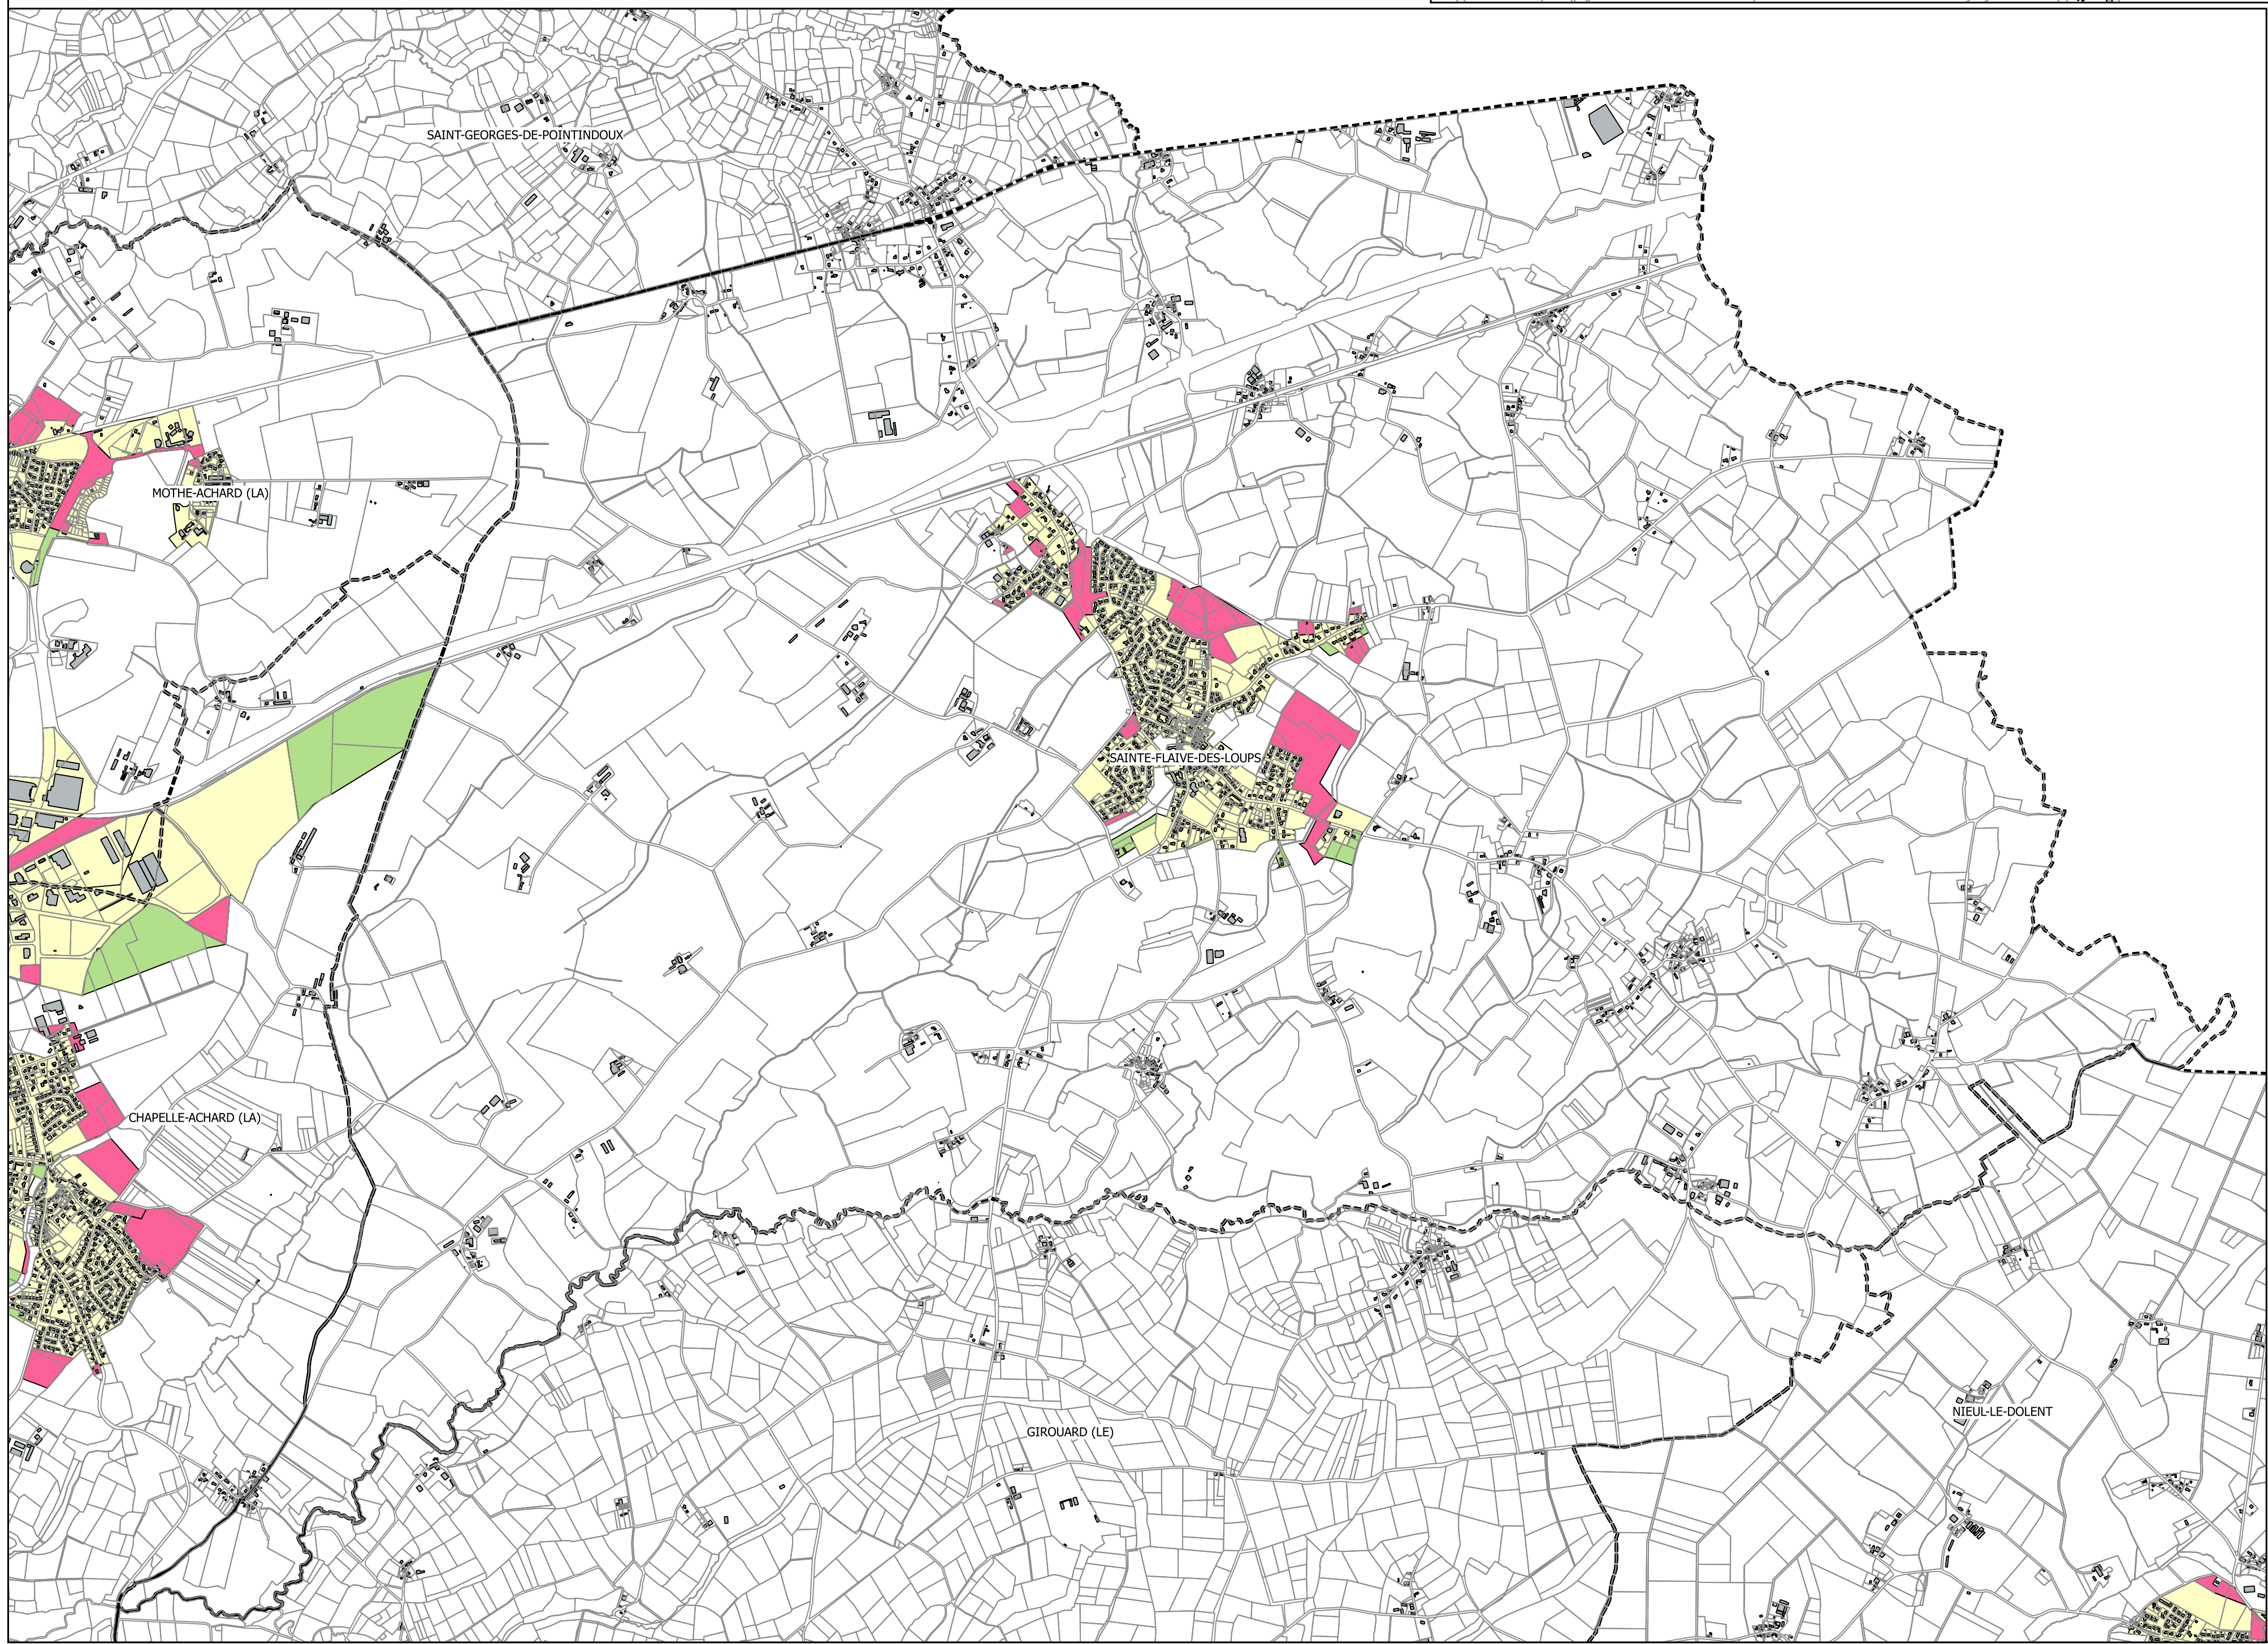 SAINT-GEORGES-DE-POINTINDOUX
MOTHE-ACHARD (LA)
SAINTE-FLAIVE-DES-LOUPS
CHAPELLE-ACHARD (LA)
NIEUL-LE-DOLENT
GIROUARD (LE)